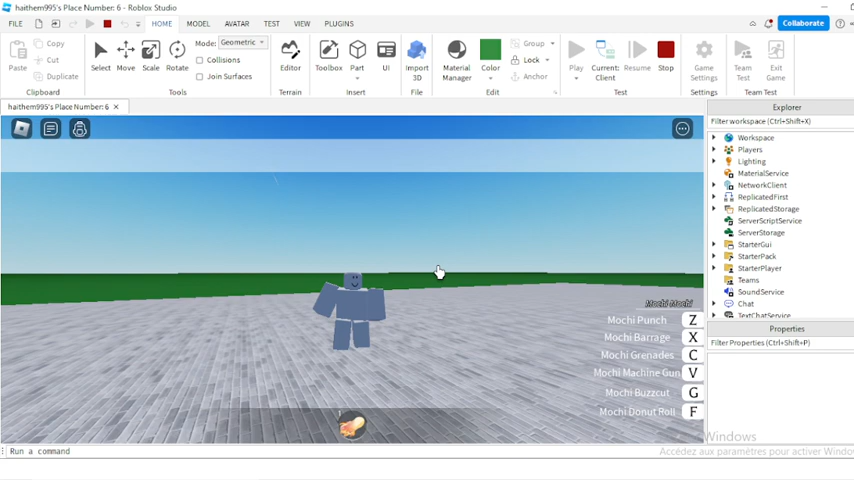 haithem995's Place Number: 6 - Roblox Studio
FILE HOME MODEL AVATAR TEST VIEW PLUGINS Collaborate
Copy
Cut
Duplicate
Paste
Clipboard
Select Move Scale Rotate
Mode: Geometric
Collisions
Join Surfaces
Tools
Editor
Terrain
Toolbox Part UI
Insert
Import 3D
File
Material Manager
Color
Group
Lock
Anchor
Edit
Play Current: Client Resume Stop
Test
Game Settings
Settings
Team Test Exit Game
Team Test
haithem995's Place Number: 6
Explorer
Filter workspace (Ctrl+Shift+X)
Workspace
Players
Lighting
MaterialService
NetworkClient
ReplicatedFirst
ReplicatedStorage
ServerScriptService
ServerStorage
StarterGui
StarterPack
StarterPlayer
Teams
SoundService
Chat
TextChatService
Properties
Filter Properties (Ctrl+Shift+P)
Mochi Mochi
Mochi Punch Z
Mochi Barrage X
Mochi Grenades C
Mochi Machine Gun V
Mochi Buzzcut G
Mochi Donut Roll F
Windows
Accédez aux paramètres pour activer Windo
Run a command